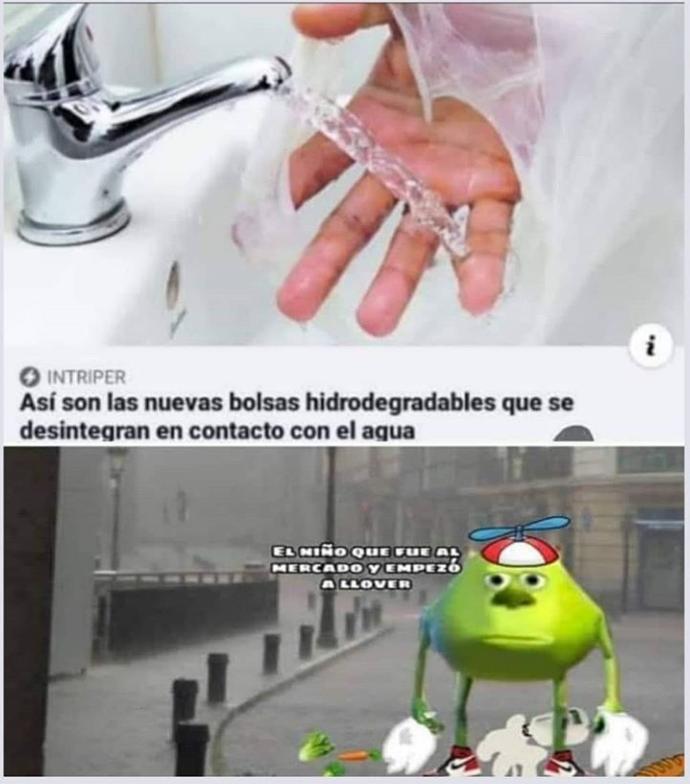 INTRIPER
Así son las nuevas bolsas hidrodegradables que se
desintegran en contacto con el agua
EL NIÑO QUE FUE AL
MERCADO Y EMPEZÓ
A LLOVER